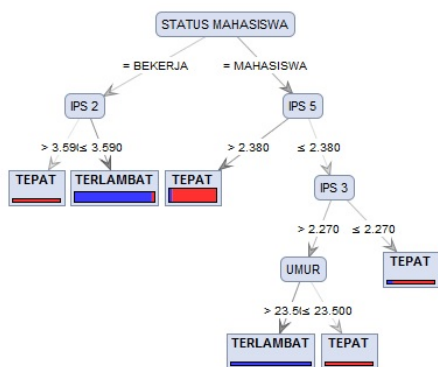 STATUS MAHASISWA
= BEKERJA = MAHASISWA
IPS 2 IPS 5
> 3.590 ≤ 3.590 > 2.380 ≤ 2.380
TEPAT TERLAMBAT TEPAT IPS 3
> 2.270 ≤ 2.270
UMUR TEPAT
> 23.5 ≤ 23.500
TERLAMBAT TEPAT